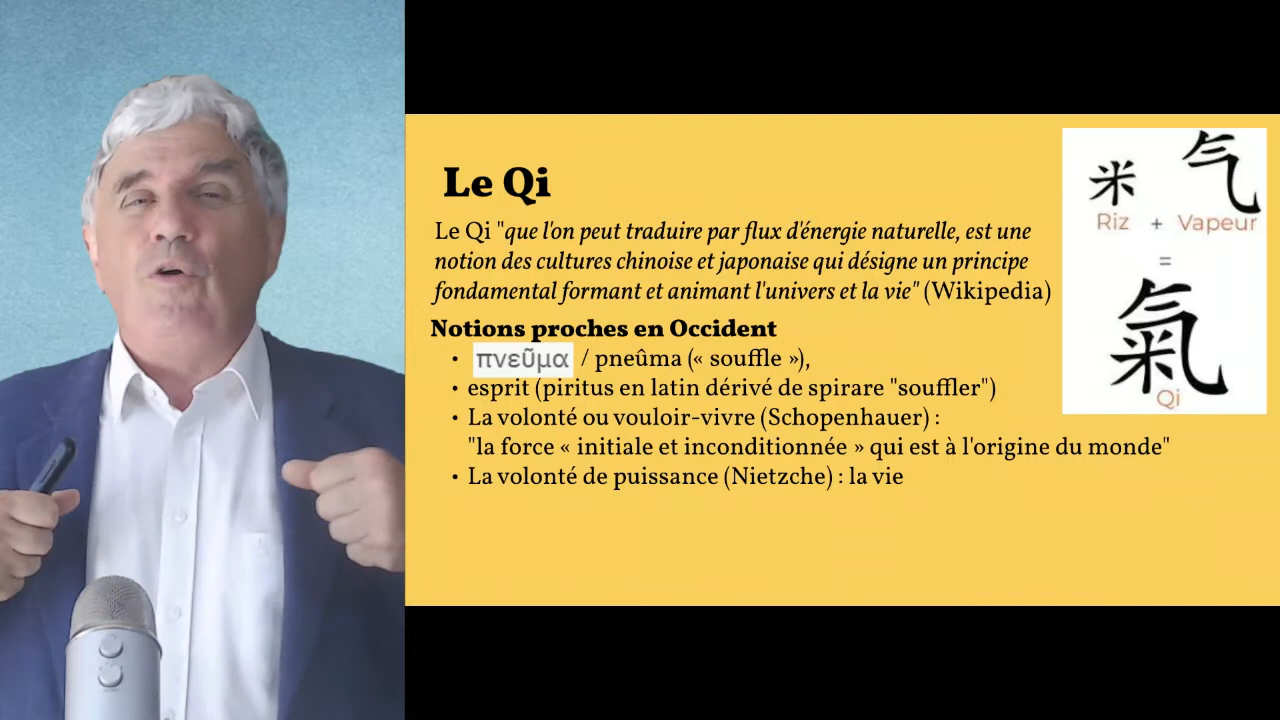 Le Qi
Le Qi "que l'on peut traduire par flux d'énergie naturelle, est une
notion des cultures chinoise et japonaise qui désigne un principe
fondamental formant et animant l'univers et la vie" (Wikipedia)
Notions proches en Occident
• πνεῦμα / pneûma (« souffle »),
• esprit (piritus en latin dérivé de spirare "souffler")
• La volonté ou vouloir-vivre (Schopenhauer) :
"la force « initiale et inconditionnée » qui est à l'origine du monde"
• La volonté de puissance (Nietzche) : la vie
米 气
Riz + Vapeur
=
氣
Qi